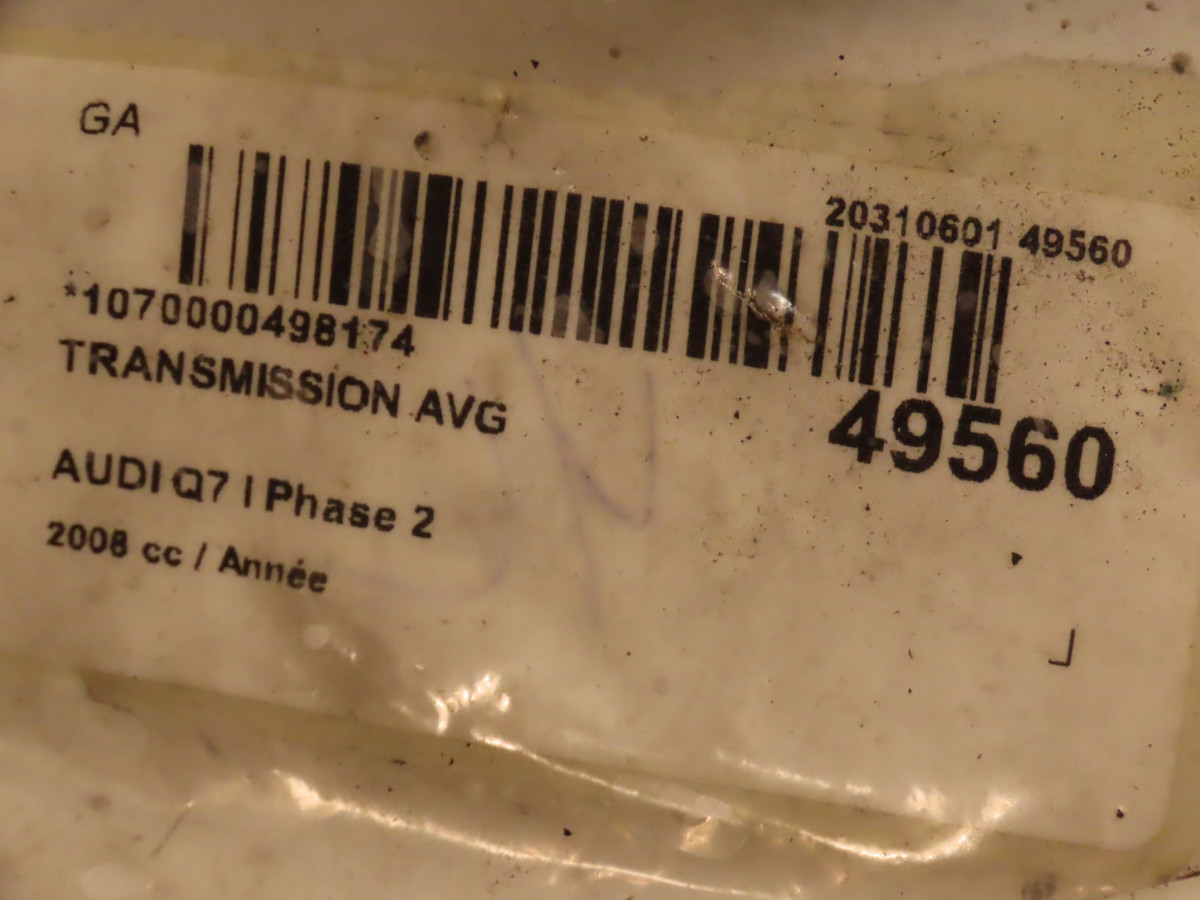 GA
20310601 49560
*1070000498174
TRANSMISSION AVG
49560
AUDI Q7 I Phase 2
2008 cc / Année